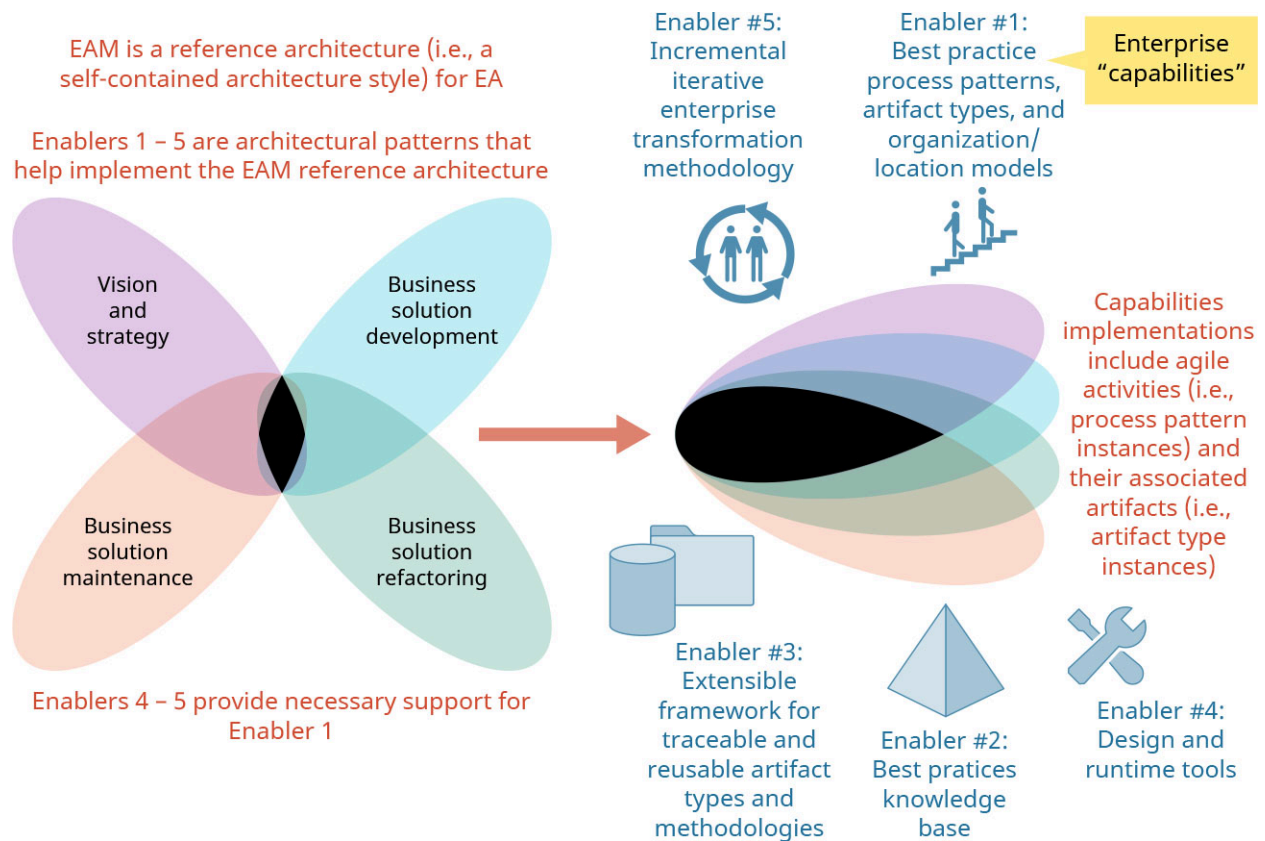 EAM is a reference architecture (i.e., a
self-contained architecture style) for EA
Enablers 1 – 5 are architectural patterns that
help implement the EAM reference architecture
Vision
and
strategy
Business
solution
development
Business
solution
maintenance
Business
solution
refactoring
Enablers 4 – 5 provide necessary support for
Enabler 1
Enabler #5:
Incremental
iterative
enterprise
transformation
methodology
Enabler #1:
Best practice
process patterns,
artifact types, and
organization/
location models
Enterprise
“capabilities”
Capabilities
implementations
include agile
activities (i.e.,
process pattern
instances) and
their associated
artifacts (i.e.,
artifact type
instances)
Enabler #3:
Extensible
framework for
traceable and
reusable artifact
types and
methodologies
Enabler #2:
Best pratices
knowledge
base
Enabler #4:
Design and
runtime tools